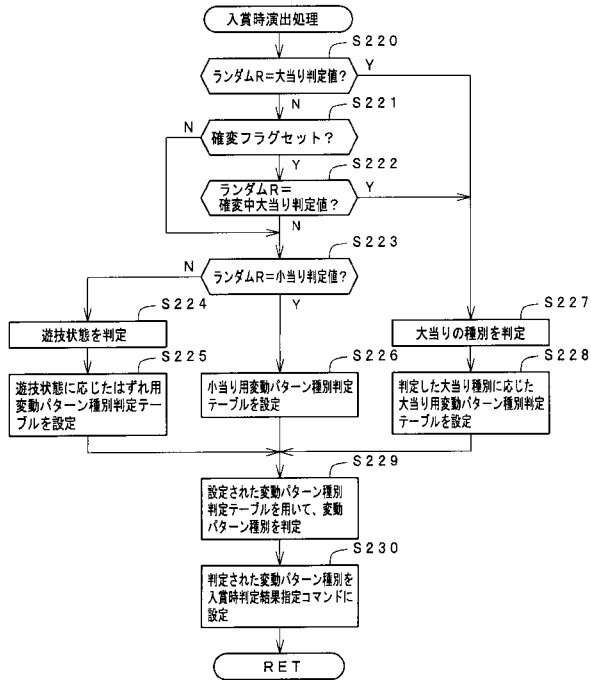 入賞時演出処理
S220
ランダムR=大当り判定値?
Y
N
S221
確変フラグセット?
N
Y
S222
ランダムR=
確変中大当り判定値?
Y
N
S223
ランダムR=小当り判定値?
N
Y
S224
遊技状態を判定
S227
大当りの種別を判定
S225
遊技状態に応じたはずれ用
変動パターン種別判定テー
ブルを設定
S226
小当り用変動パターン種別判定
テーブルを設定
S228
判定した大当り種別に応じた
大当り用変動パターン種別判定
テーブルを設定
S229
設定された変動パターン種別
判定テーブルを用いて、変動
パターン種別を判定
S230
判定された変動パターン種別を
入賞時判定結果指定コマンドに
設定
RET